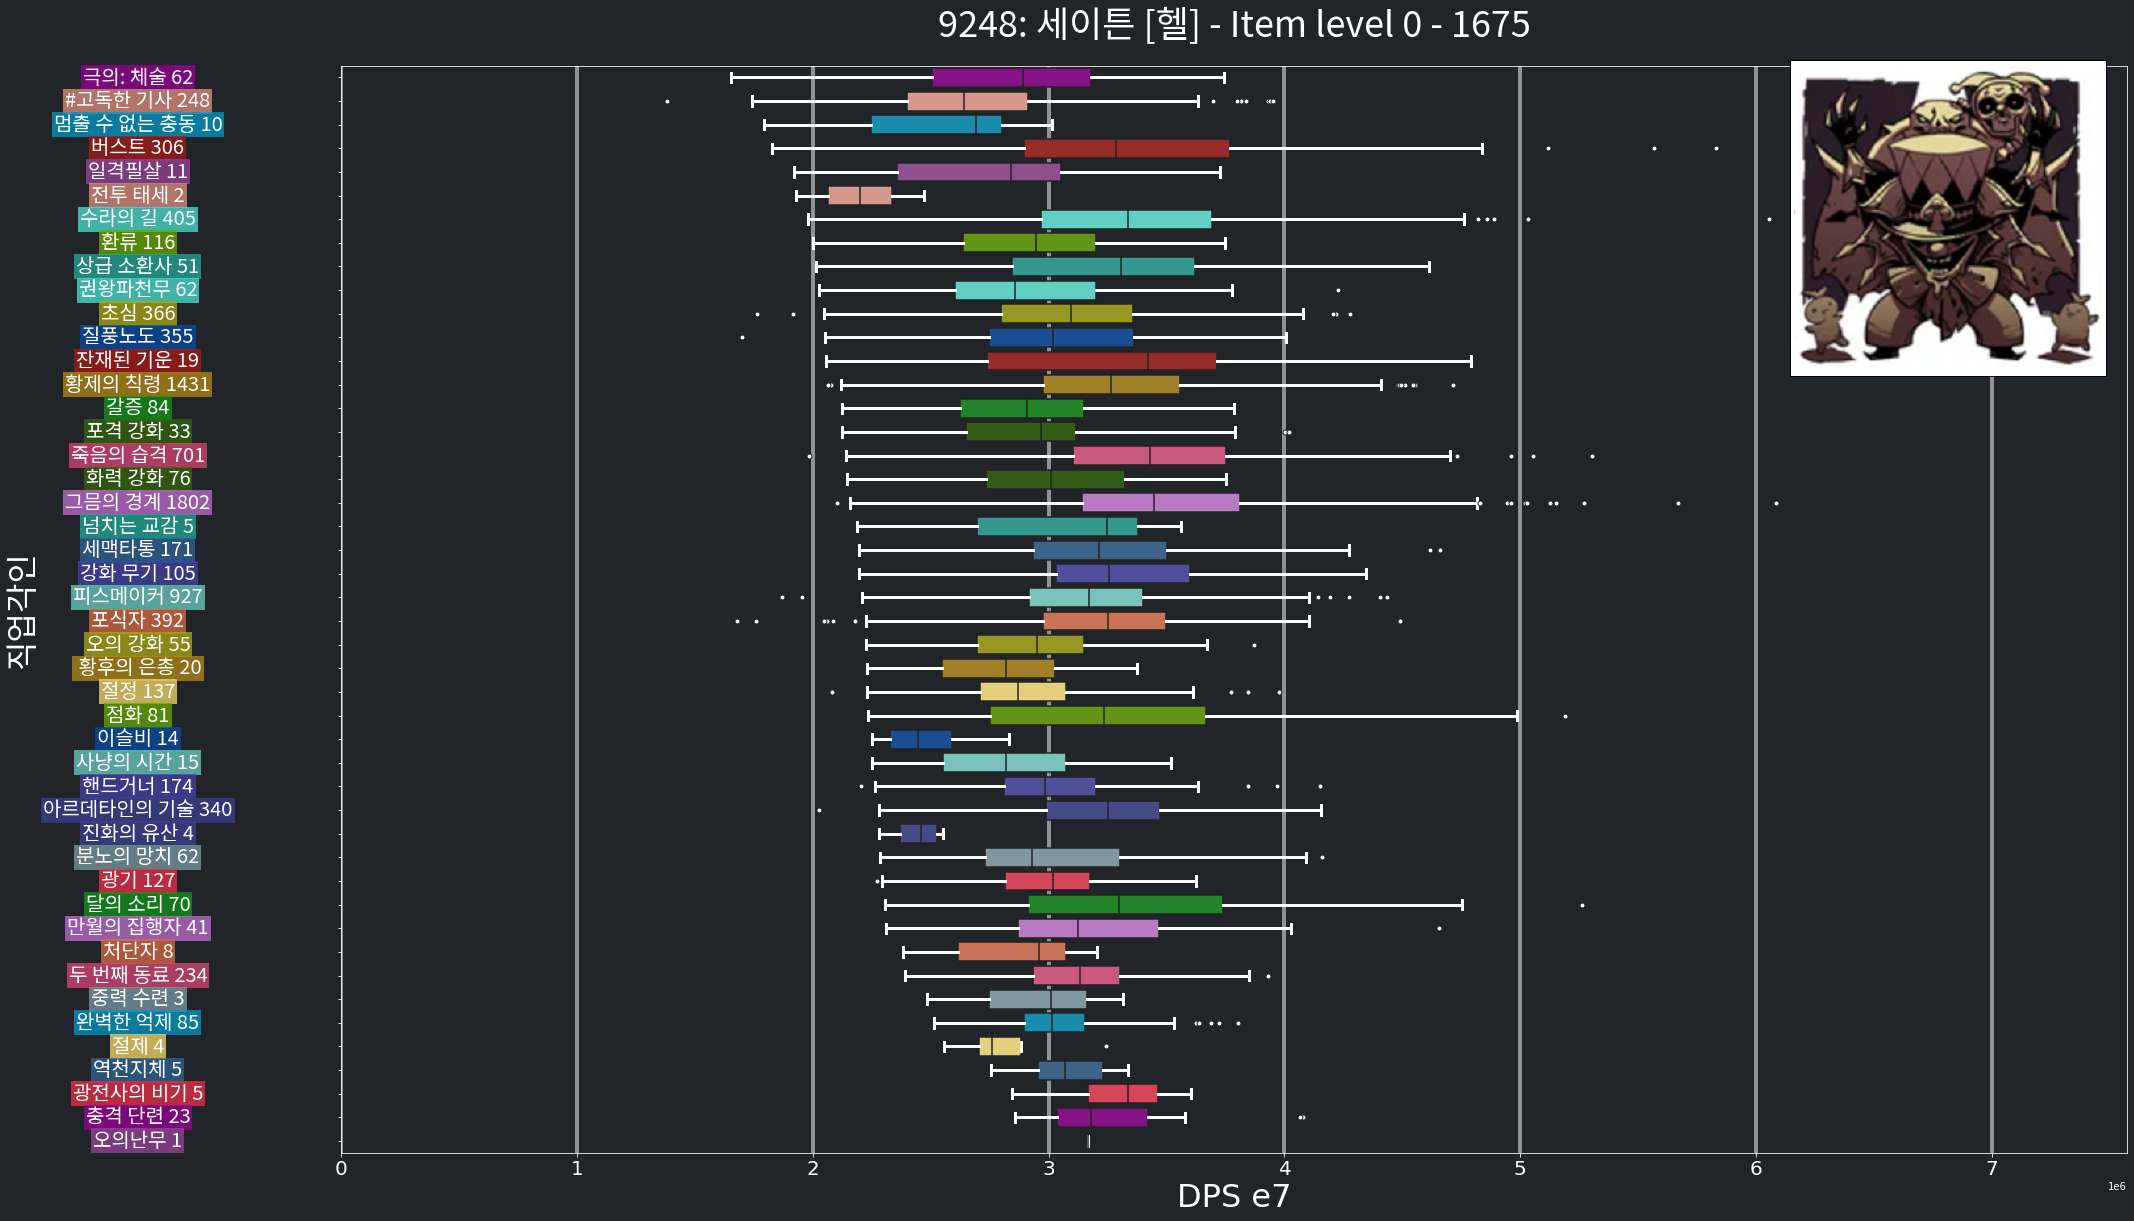 9248: 세이튼 [헬] - Item level 0 - 1675
극의: 체술 62
#고독한 기사 248
멈출 수 없는 충동 10
버스트 306
일격필살 11
전투 태세 2
수라의 길 405
환류 116
상급 소환사 51
권왕파천무 62
초심 366
질풍노도 355
잔재된 기운 19
황제의 칙령 1431
갈증 84
포격 강화 33
죽음의 습격 701
화력 강화 76
그믐의 경계 1802
넘치는 교감 5
세맥타통 171
강화 무기 105
피스메이커 927
포식자 392
오의 강화 55
황후의 은총 20
절정 137
점화 81
이슬비 14
사냥의 시간 15
핸드거너 174
아르데타인의 기술 340
진화의 유산 4
분노의 망치 62
광기 127
달의 소리 70
만월의 집행자 41
처단자 8
두 번째 동료 234
중력 수련 3
완벽한 억제 85
절제 4
역천지체 5
광전사의 비기 5
충격 단련 23
오의난무 1
직업각인
0 1 2 3 4 5 6 7
DPS e7
1e6